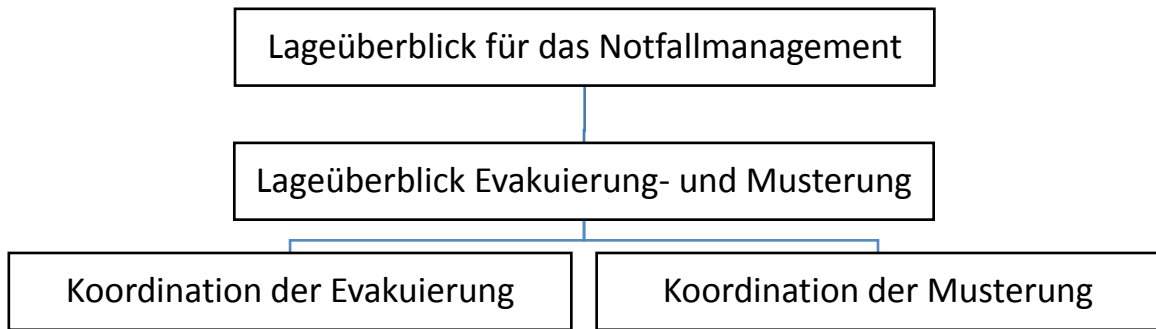 Lageüberblick für das Notfallmanagement
Lageüberblick Evakuierung- und Musterung
Koordination der Evakuierung
Koordination der Musterung